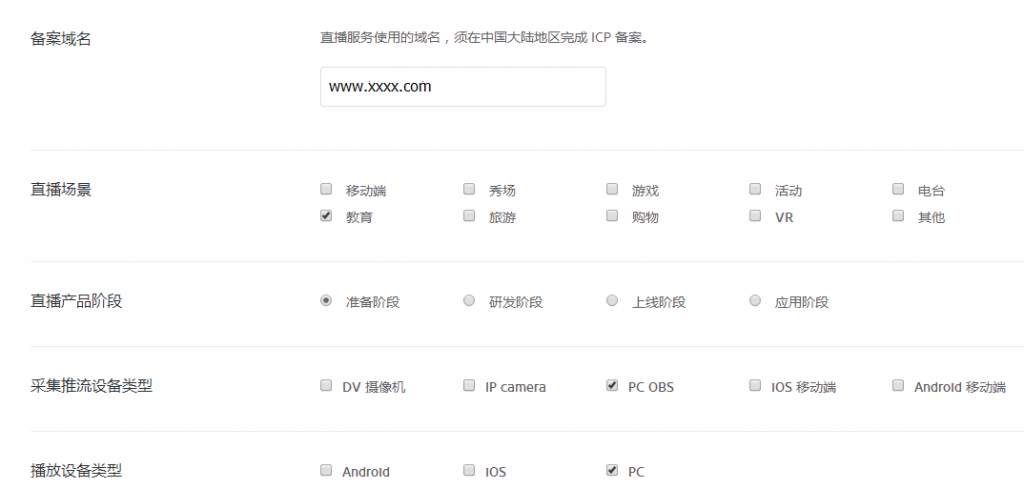 备案域名
直播服务使用的域名，须在中国大陆地区完成 ICP 备案。
www.xxxx.com
直播场景
移动端 秀场 游戏 活动 电台
教育 旅游 购物 VR 其他
直播产品阶段
准备阶段 研发阶段 上线阶段 应用阶段
采集推流设备类型
DV 摄像机 IP camera PC OBS IOS 移动端 Android 移动端
播放设备类型
Android IOS PC